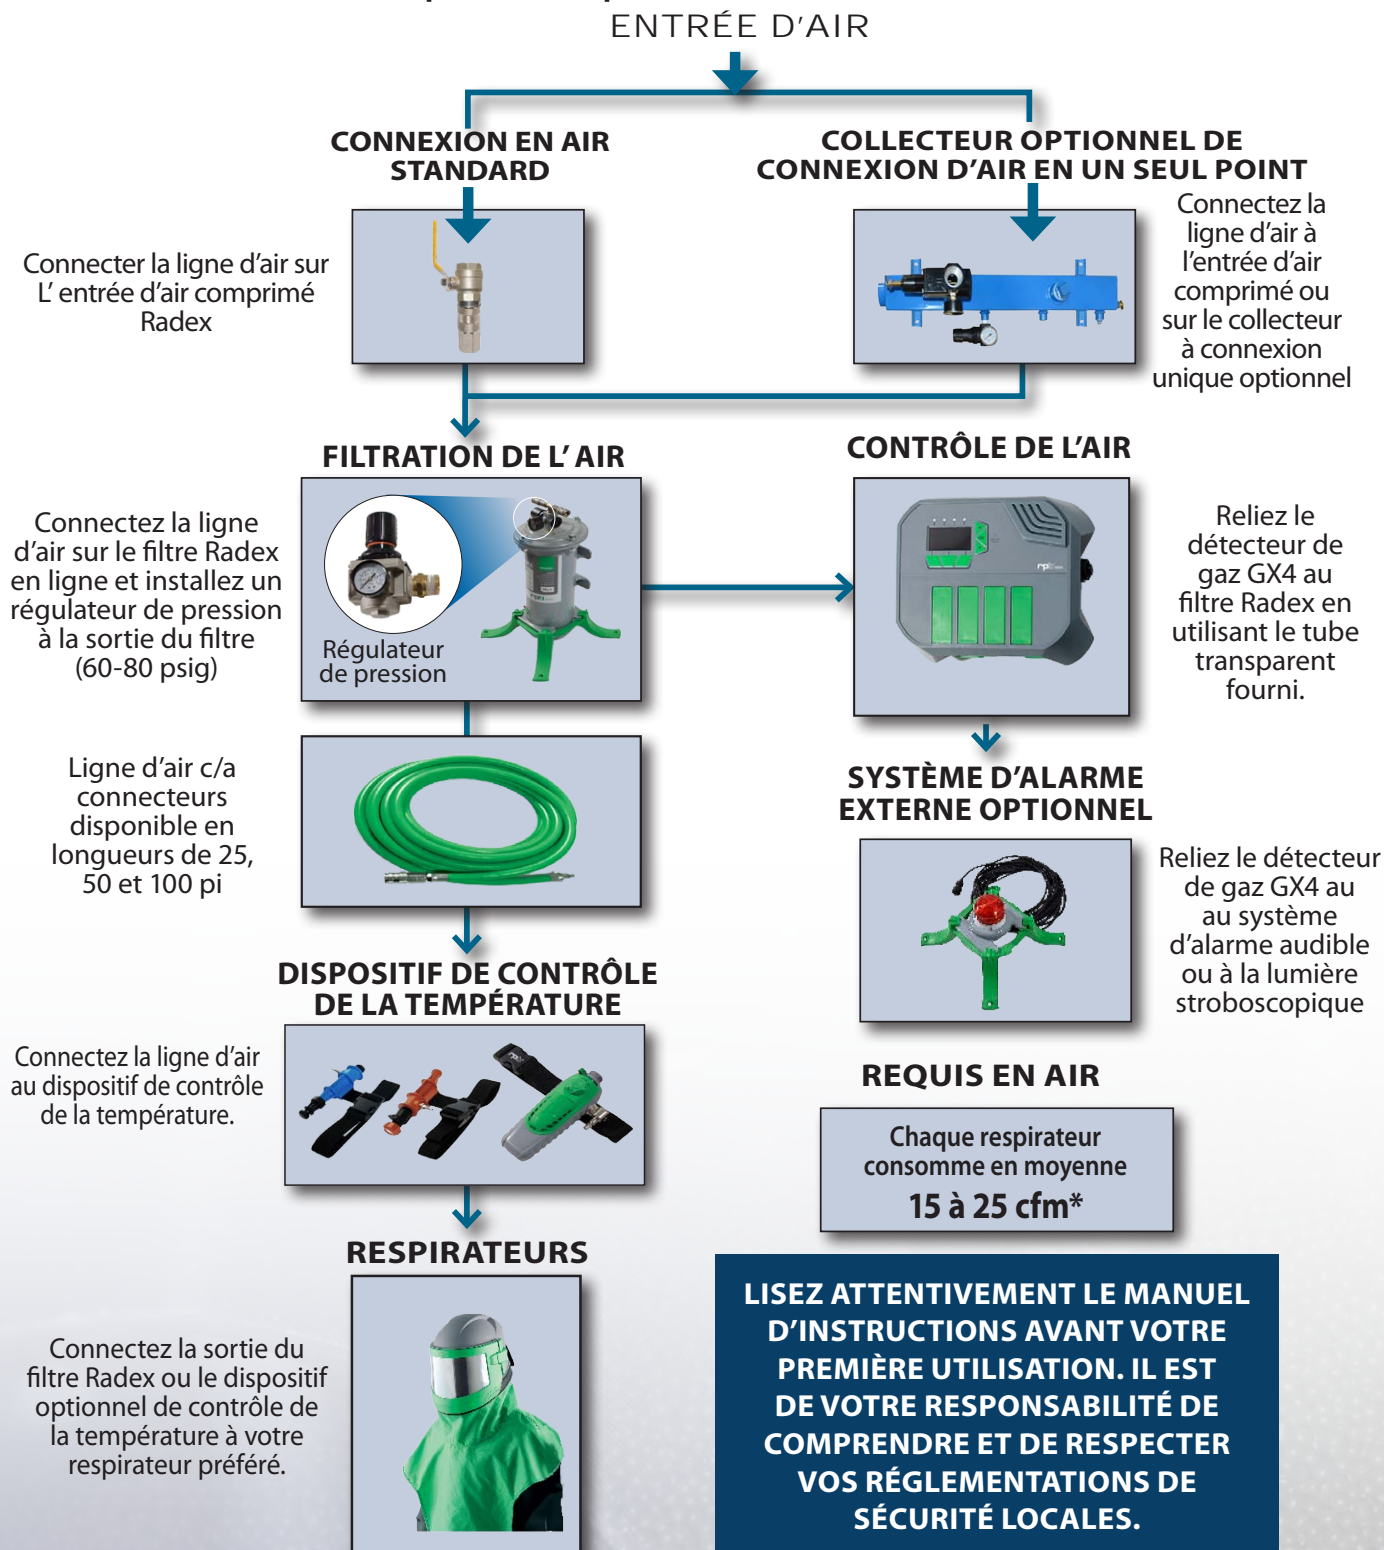 ENTRÉE D'AIR
CONNEXION EN AIR
STANDARD
Connecter la ligne d'air sur
L' entrée d'air comprimé
Radex
COLLECTEUR OPTIONNEL DE
CONNEXION D'AIR EN UN SEUL POINT
Connectez la
ligne d'air à
l'entrée d'air
comprimé ou
sur le collecteur
à connexion
unique optionnel
FILTRATION DE L' AIR
Connectez la ligne
d'air sur le filtre Radex
en ligne et installez un
régulateur de pression
à la sortie du filtre
(60-80 psig)
Régulateur
de pression
CONTRÔLE DE L'AIR
rpb
Reliez le
détecteur de
gaz GX4 au
filtre Radex en
utilisant le tube
transparent
fourni.
Ligne d'air c/a
connecteurs
disponible en
longueurs de 25,
50 et 100 pi
SYSTÈME D'ALARME
EXTERNE OPTIONNEL
Reliez le détecteur
de gaz GX4 au
au système
d'alarme audible
ou à la lumière
stroboscopique
DISPOSITIF DE CONTRÔLE
DE LA TEMPÉRATURE
Connectez la ligne d'air
au dispositif de contrôle
de la température.
rpb
REQUIS EN AIR
Chaque respirateur
consomme en moyenne
15 à 25 cfm*
RESPIRATEURS
Connectez la sortie du
filtre Radex ou le dispositif
optionnel de contrôle de
la température à votre
respirateur préféré.
LISEZ ATTENTIVEMENT LE MANUEL
D'INSTRUCTIONS AVANT VOTRE
PREMIÈRE UTILISATION. IL EST
DE VOTRE RESPONSABILITÉ DE
COMPRENDRE ET DE RESPECTER
VOS RÉGLEMENTATIONS DE
SÉCURITÉ LOCALES.